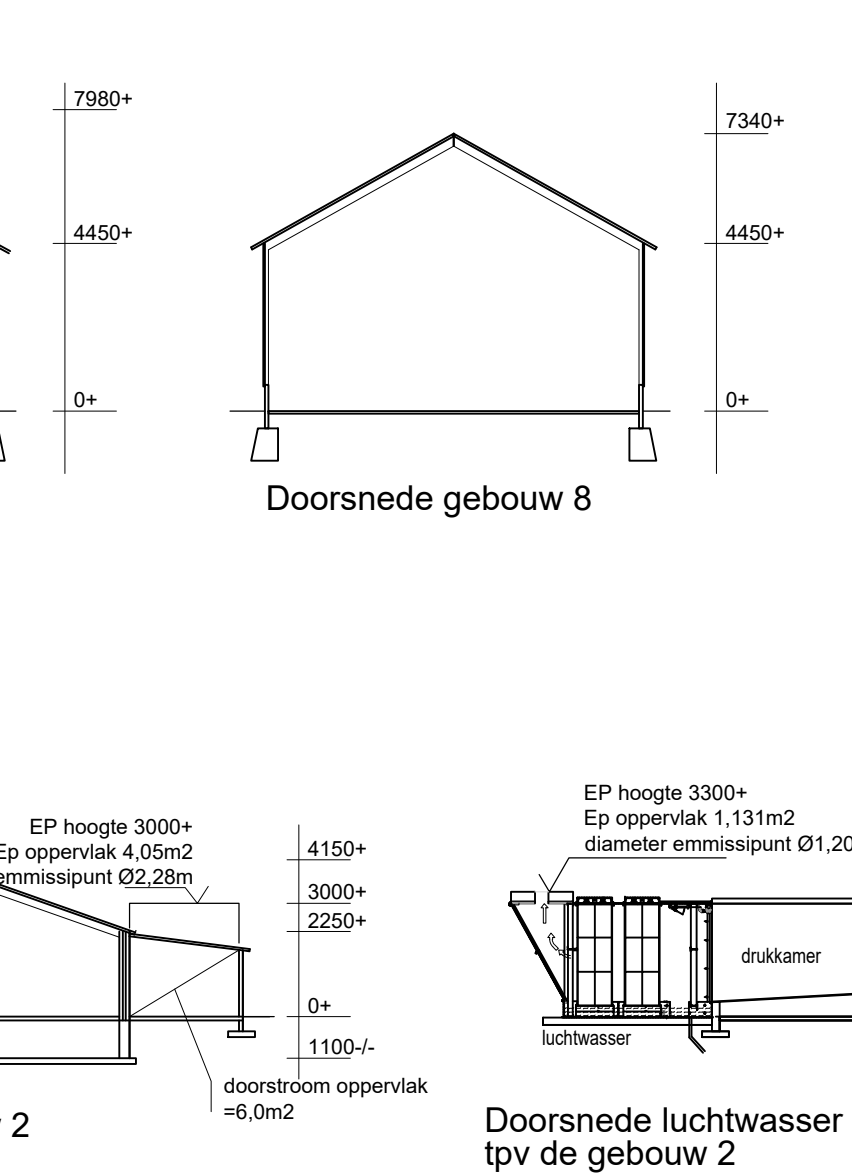 7980+
4450+
0+
7340+
4450+
0+
Doorsnede gebouw 8
EP hoogte 3000+
Ep oppervlak 4,05m2
emmissipunt Ø2,28m
4150+
3000+
2250+
0+
1100-/-
doorstroom oppervlak
=6,0m2
2
EP hoogte 3300+
Ep oppervlak 1,131m2
diameter emmissipunt Ø1,20
drukkamer
luchtwasser
Doorsnede luchtwasser
tpv de gebouw 2